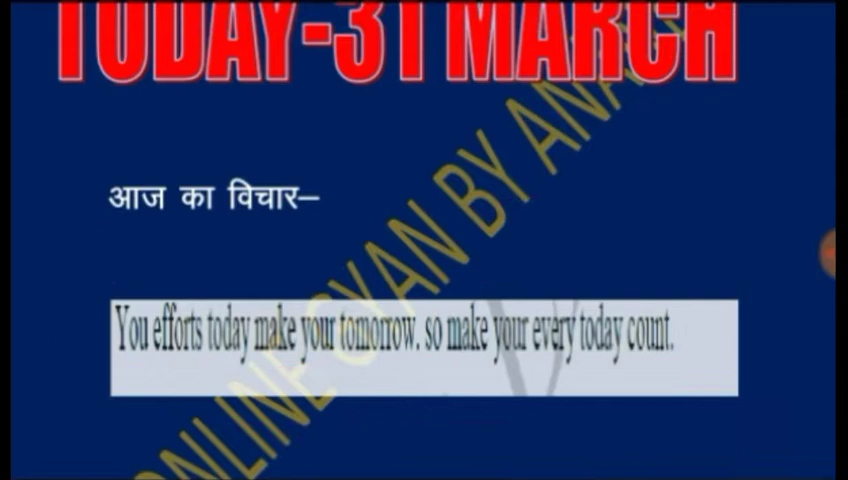 TODAY-31 MARCH
आज का विचार–
You efforts today make your tomorrow. so make your every today count.
ONLINE GYAN BY